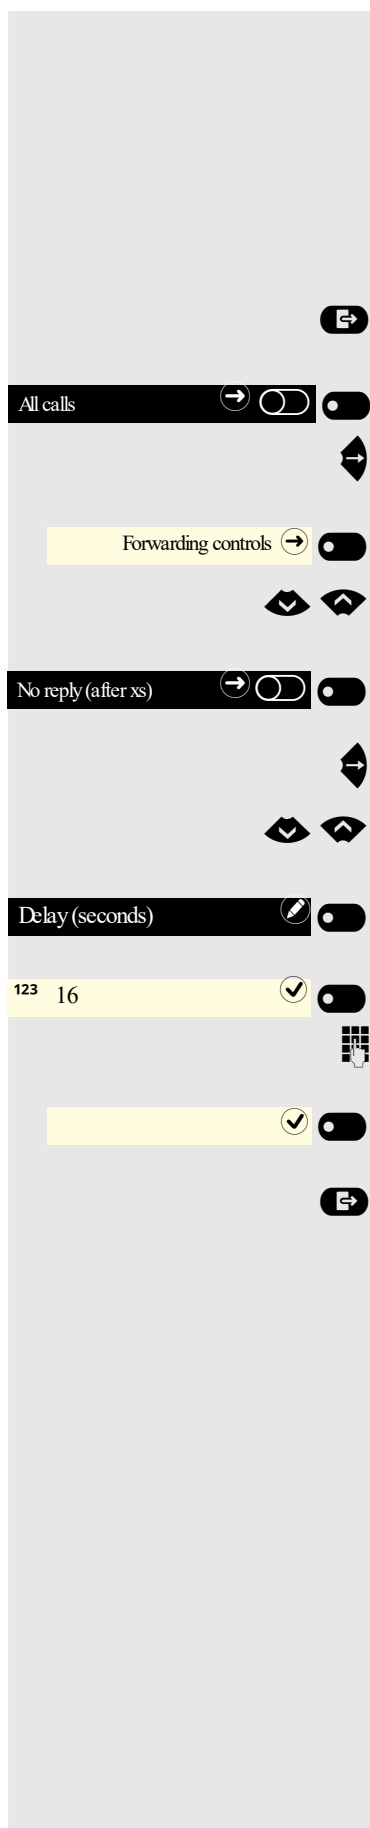 All calls
Forwarding controls
No reply (after xs)
Delay (seconds)
123 16